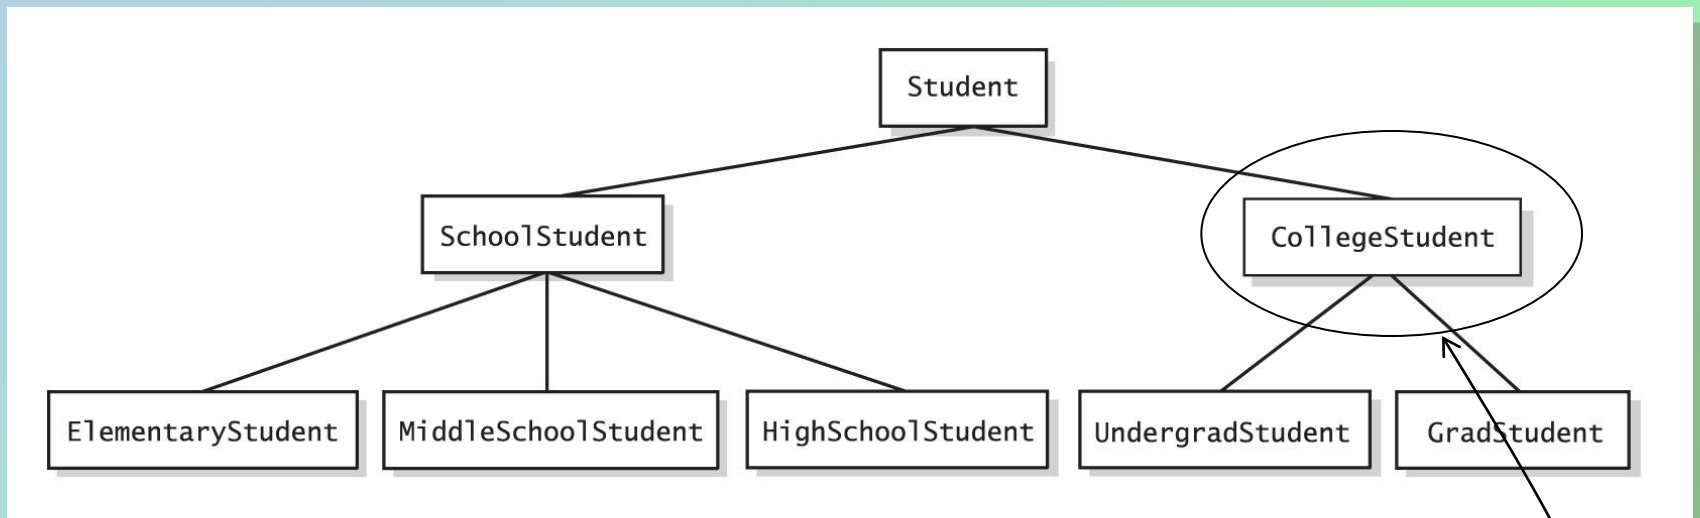 Student
SchoolStudent
CollegeStudent
ElementaryStudent
MiddleSchoolStudent
HighSchoolStudent
UndergradStudent
GradStudent